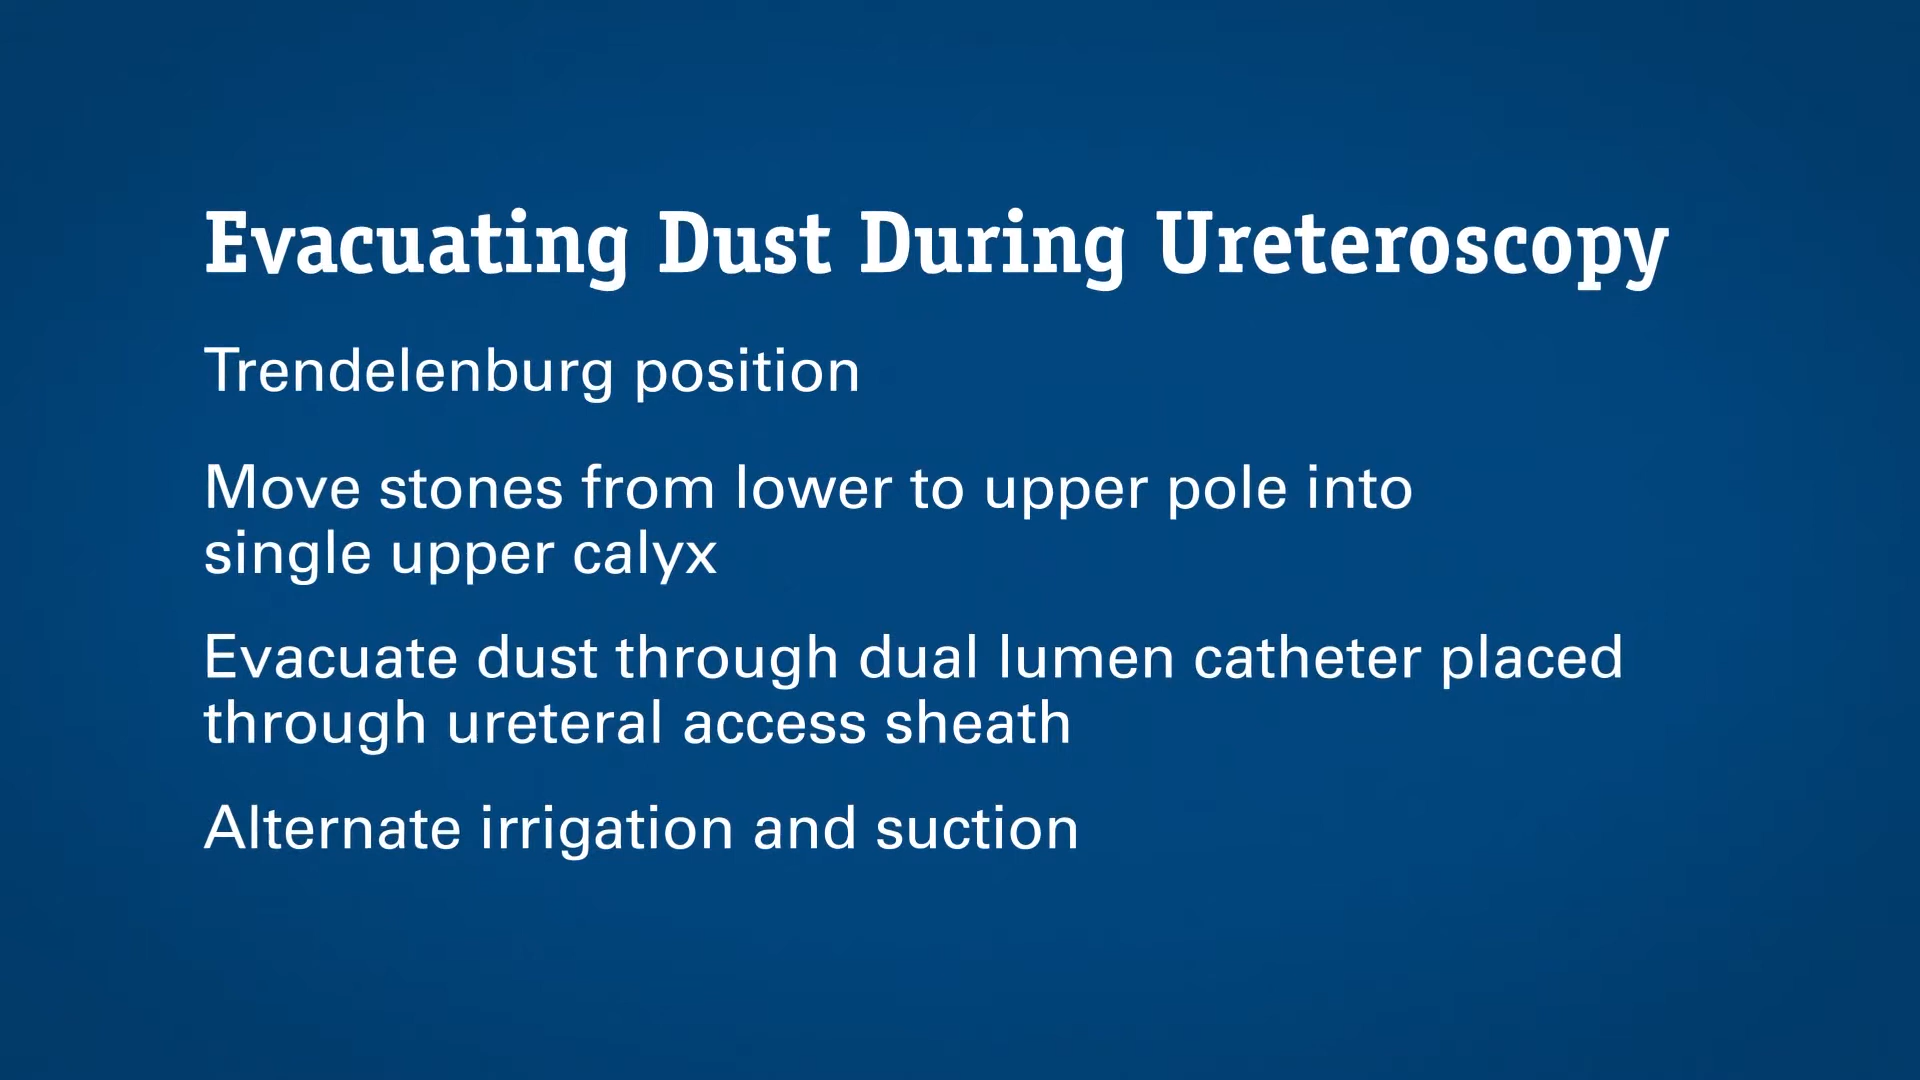 Evacuating Dust During Ureteroscopy
Trendelenburg position
Move stones from lower to upper pole into
single upper calyx
Evacuate dust through dual lumen catheter placed
through ureteral access sheath
Alternate irrigation and suction